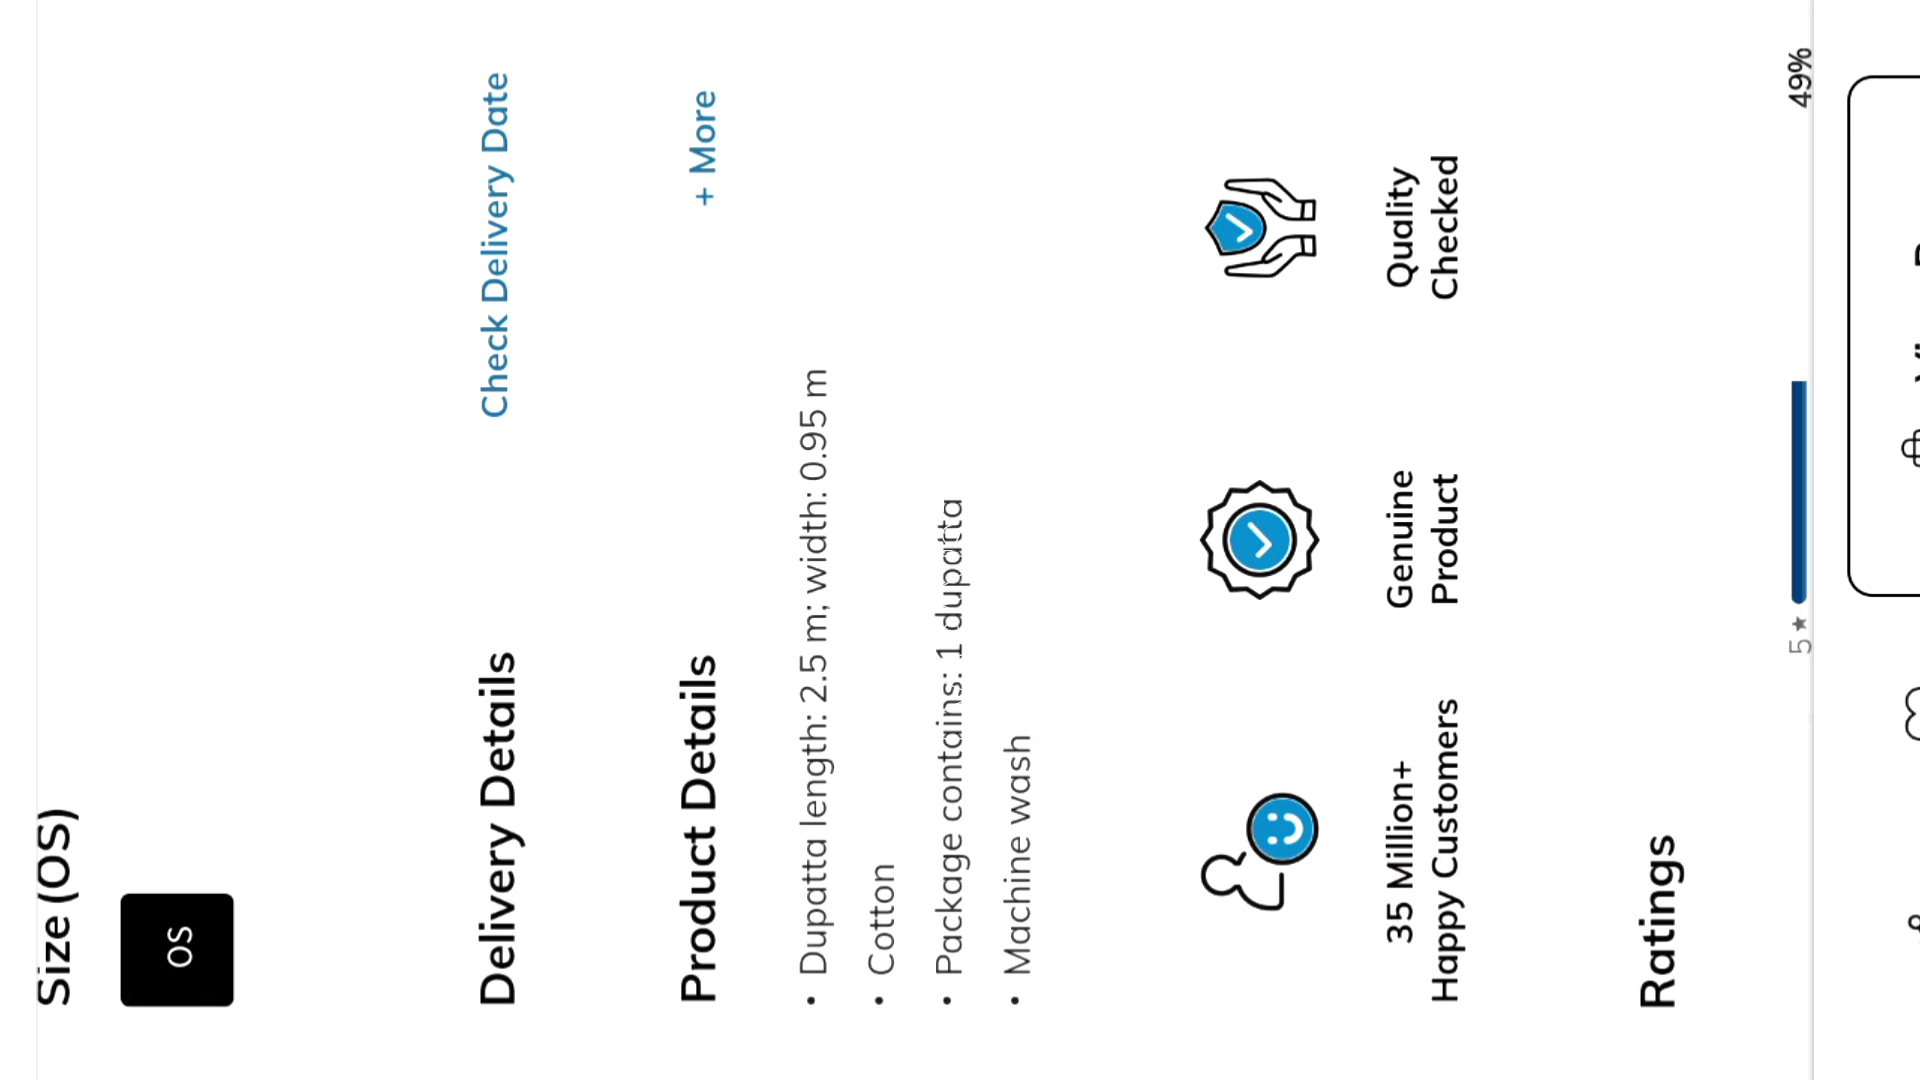 Size (OS)
OS
Delivery Details
Check Delivery Date
Product Details
+ More
• Dupatta length: 2.5 m; width: 0.95 m
• Cotton
• Package contains: 1 dupatta
• Machine wash
35 Million+
Happy Customers
Genuine
Product
Quality
Checked
Ratings
5★
49%